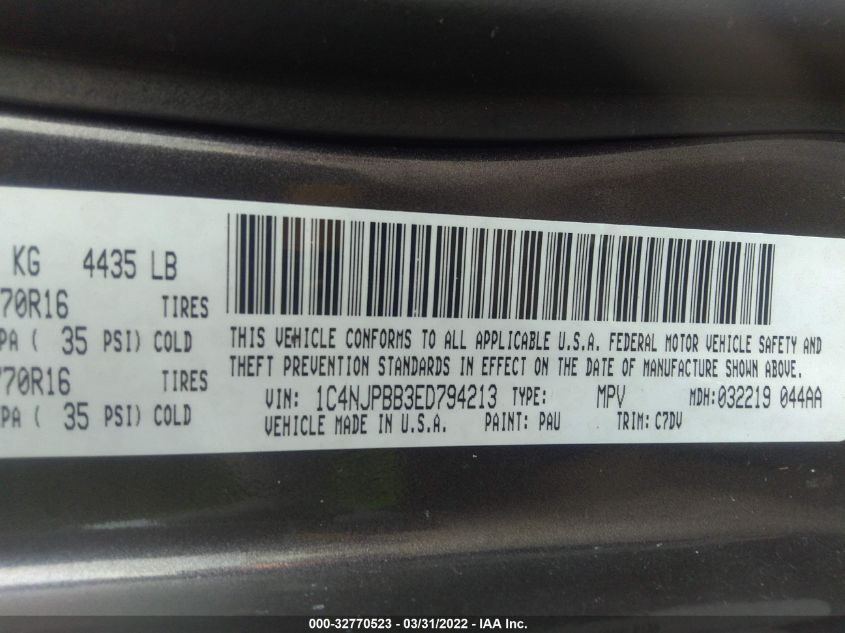 KG 4435 LB
70R16 TIRES
PA ( 35 PSI) COLD
70R16 TIRES
PA ( 35 PSI) COLD
THIS VEHICLE CONFORMS TO ALL APPLICABLE U.S.A. FEDERAL MOTOR VEHICLE SAFETY AND
THEFT PREVENTION STANDARDS IN EFFECT ON THE DATE OF MANUFACTURE SHOWN ABOVE.
VIN: 1C4NJPBB3ED794213 TYPE: MPV MDH:032219 044AA
VEHICLE MADE IN U.S.A. PAINT: PAU TRIM: C7DV
000-32770523 - 03/31/2022 - IAA Inc.